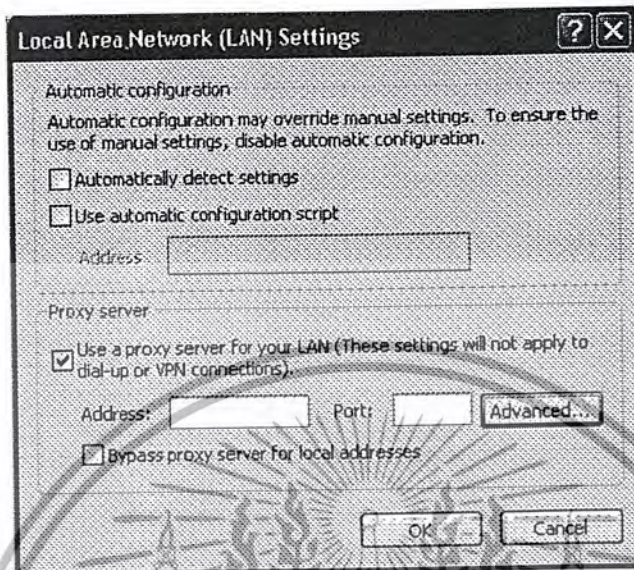 Local Area Network (LAN) Settings
Automatic configuration
Automatic configuration may override manual settings. To ensure the
use of manual settings, disable automatic configuration.
Automatically detect settings
Use automatic configuration script
Address
Proxy server
Use a proxy server for your LAN (These settings will not apply to
dial-up or VPN connections).
Address: Port: Advanced...
Bypass proxy server for local addresses
OK Cancel